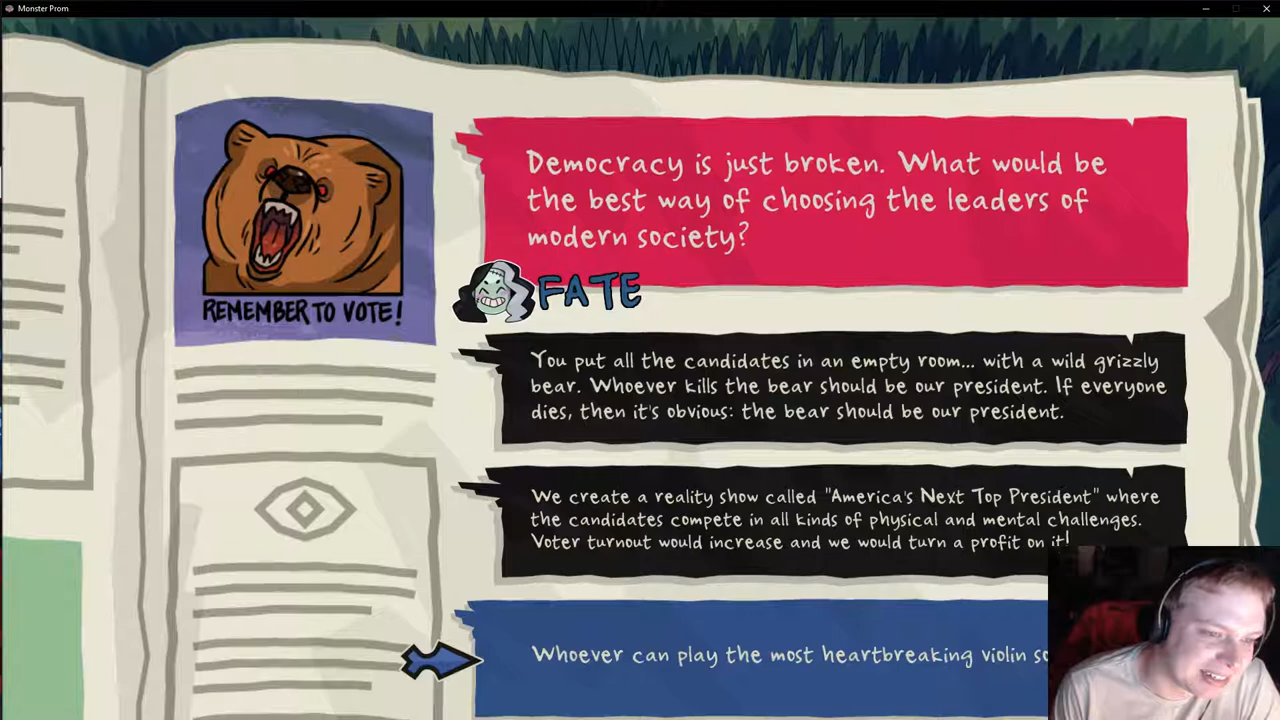 Monster Prom
Democracy is just broken. What would be
the best way of choosing the leaders of
modern society?
REMEMBER TO VOTE!
FATE
You put all the candidates in an empty room... with a wild grizzly
bear. Whoever kills the bear should be our president. If everyone
dies, then it's obvious: the bear should be our president.
We create a reality show called "America's Next Top President" where
the candidates compete in all kinds of physical and mental challenges.
Voter turnout would increase and we would turn a profit on it!
Whoever can play the most heartbreaking violin